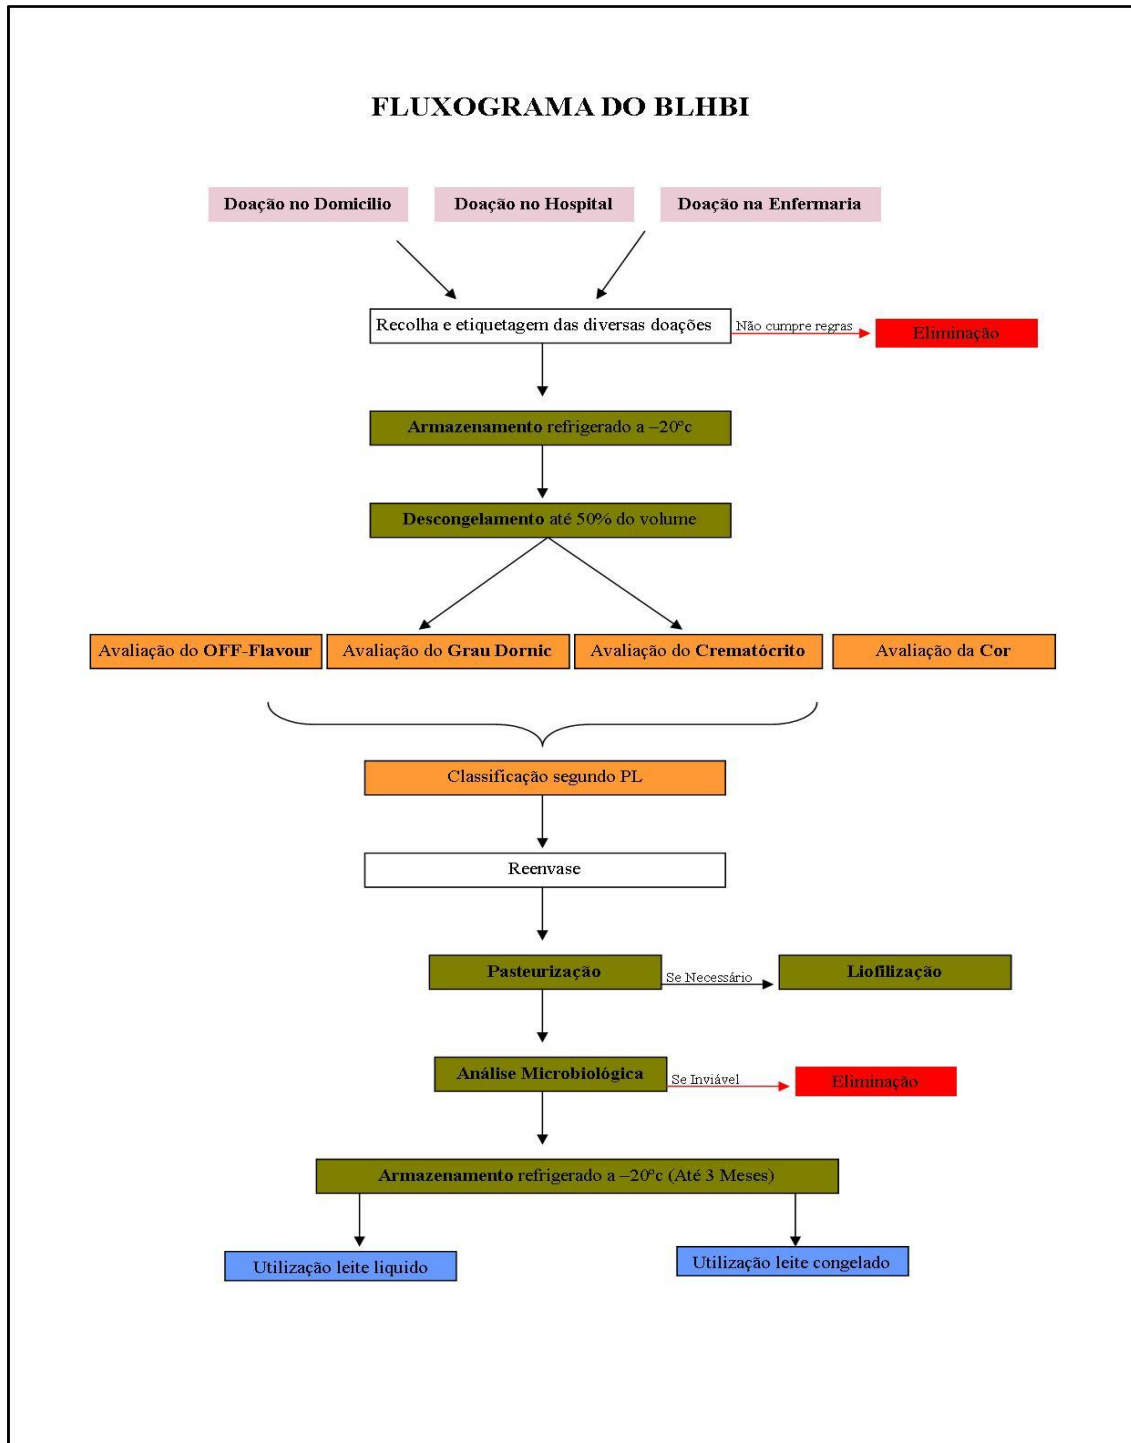 FLUXOGRAMA DO BLHBI
Doação no Domicilio
Doação no Hospital
Doação na Enfermaria
Recolha e etiquetagem das diversas doações
Não cumpre regras
Eliminação
Armazenamento refrigerado a –20ºc
Descongelamento até 50% do volume
Avaliação do OFF-Flavour
Avaliação do Grau Dornic
Avaliação do Crematócrito
Avaliação da Cor
Classificação segundo PL
Reenvase
Pasteurização
Se Necessário
Liofilização
Análise Microbiológica
Se Inviável
Eliminação
Armazenamento refrigerado a –20ºc (Até 3 Meses)
Utilização leite liquido
Utilização leite congelado